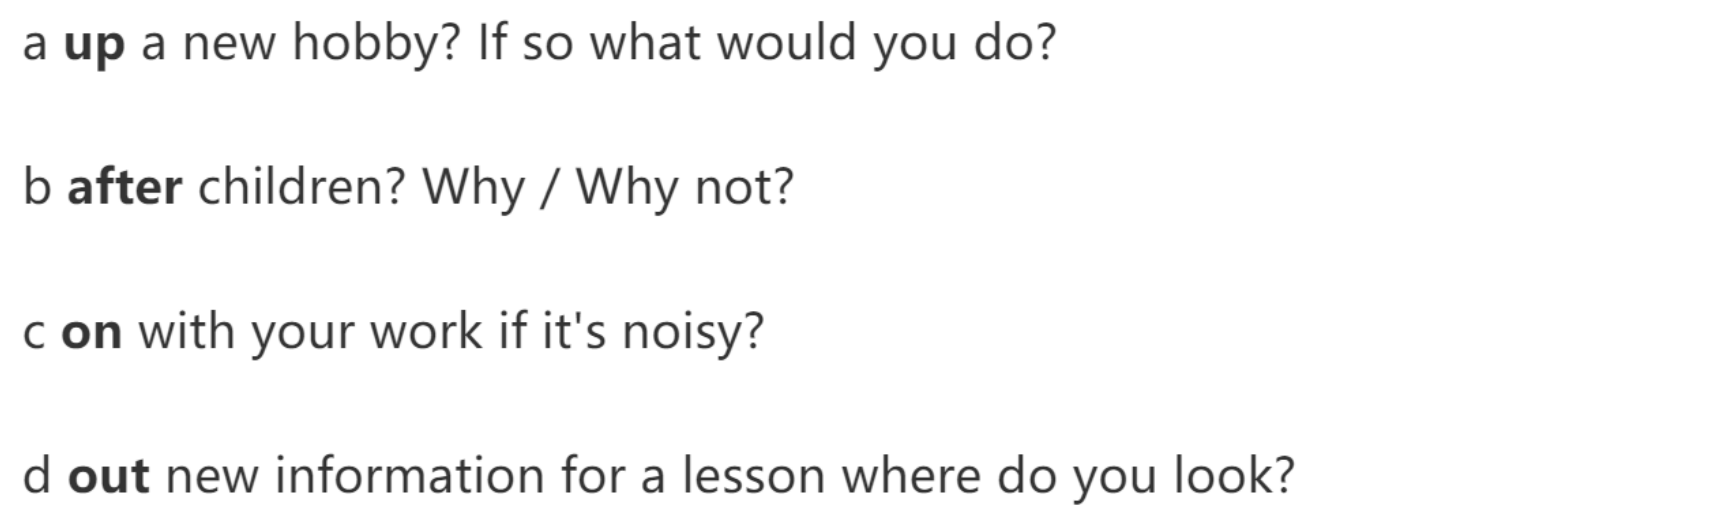 a up a new hobby? If so what would you do?
b after children? Why / Why not?
c on with your work if it's noisy?
d out new information for a lesson where do you look?